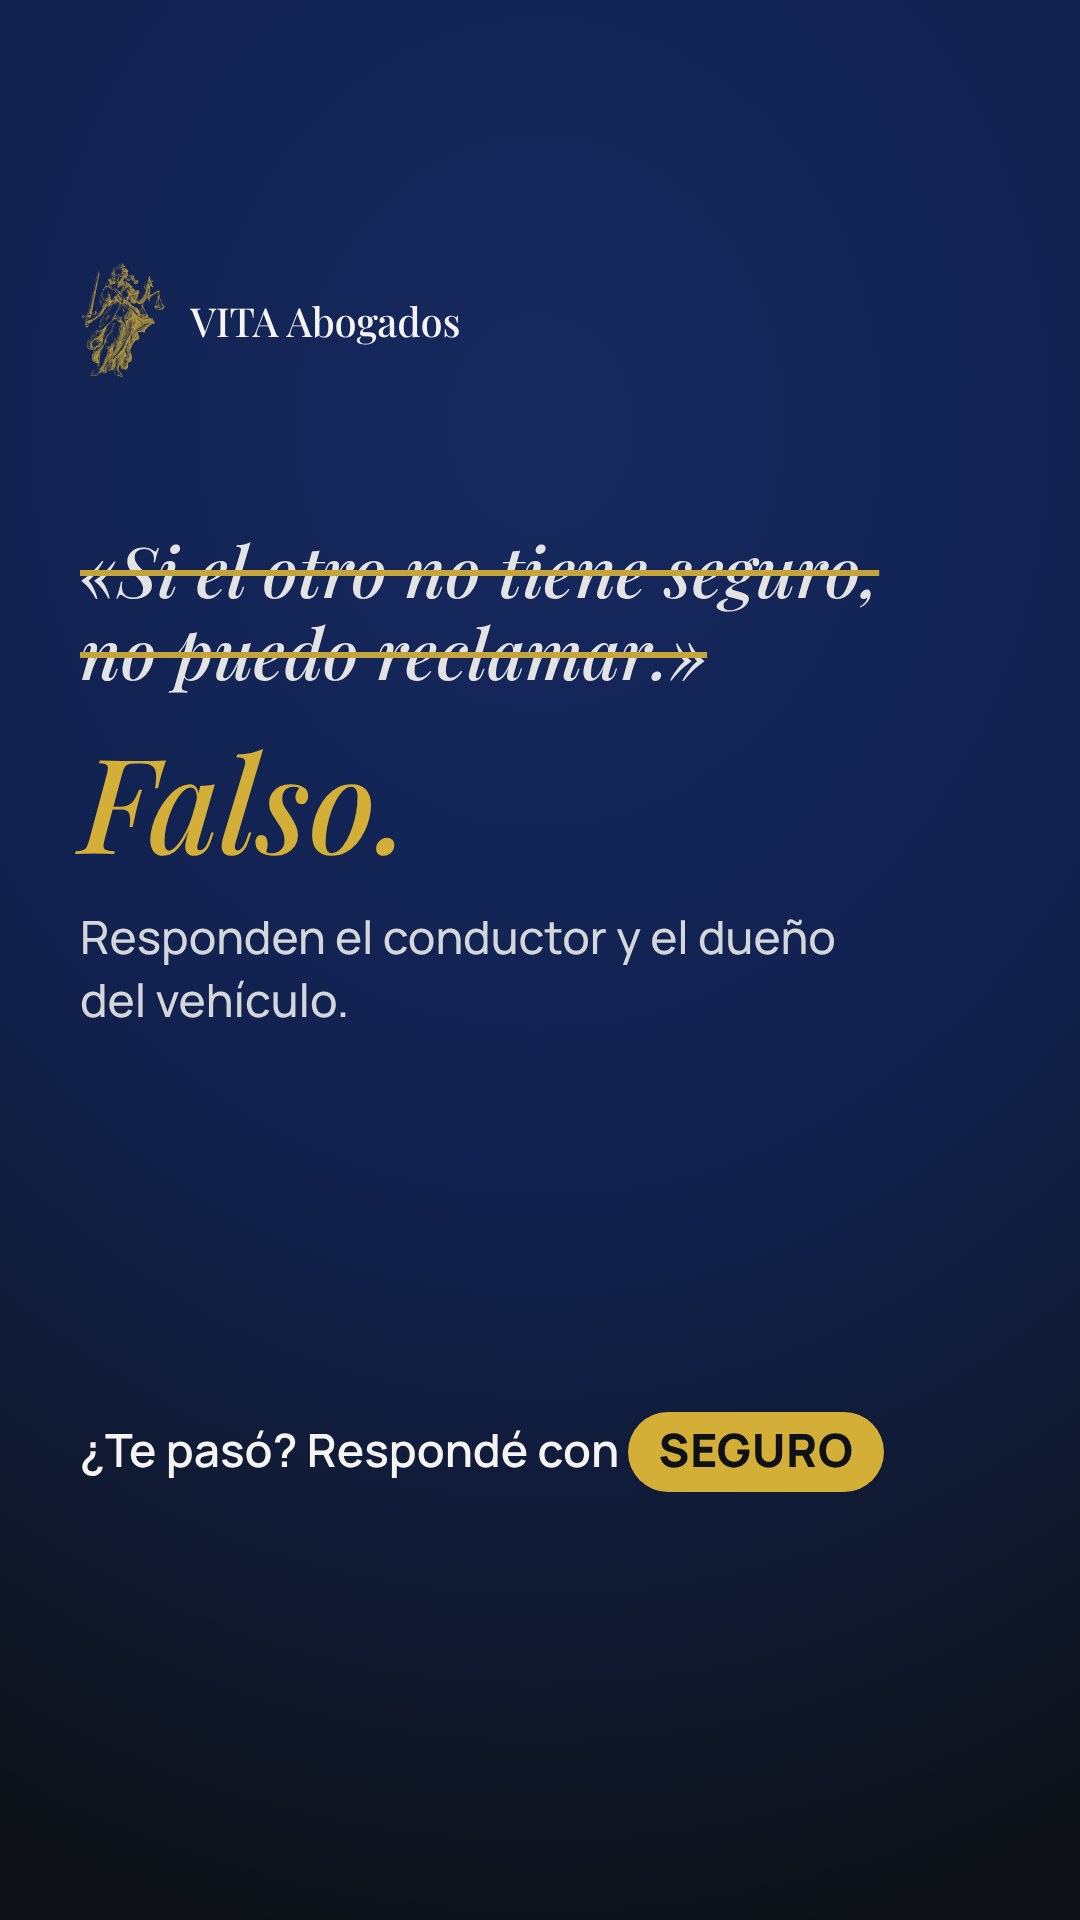 VITA Abogados
«Si el otro no tiene seguro,
no puedo reclamar.»
Falso.
Responden el conductor y el dueño
del vehículo.
¿Te pasó? Respondé con SEGURO